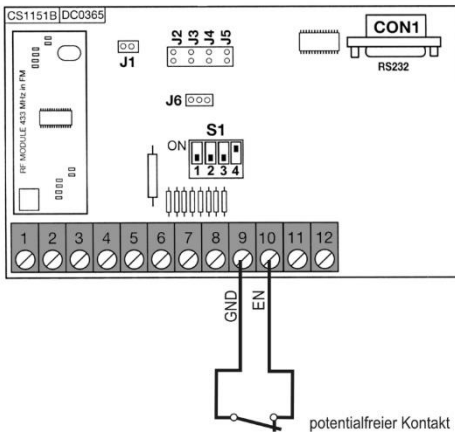 CS1151B DC0365
RF MODULE 433 MHz in FM
J1
J2 J3 J4 J5
J6
CON1
RS232
S1
ON
1 2 3 4
1 2 3 4 5 6 7 8 9 10 11 12
GND
EN
potentialfreier Kontakt